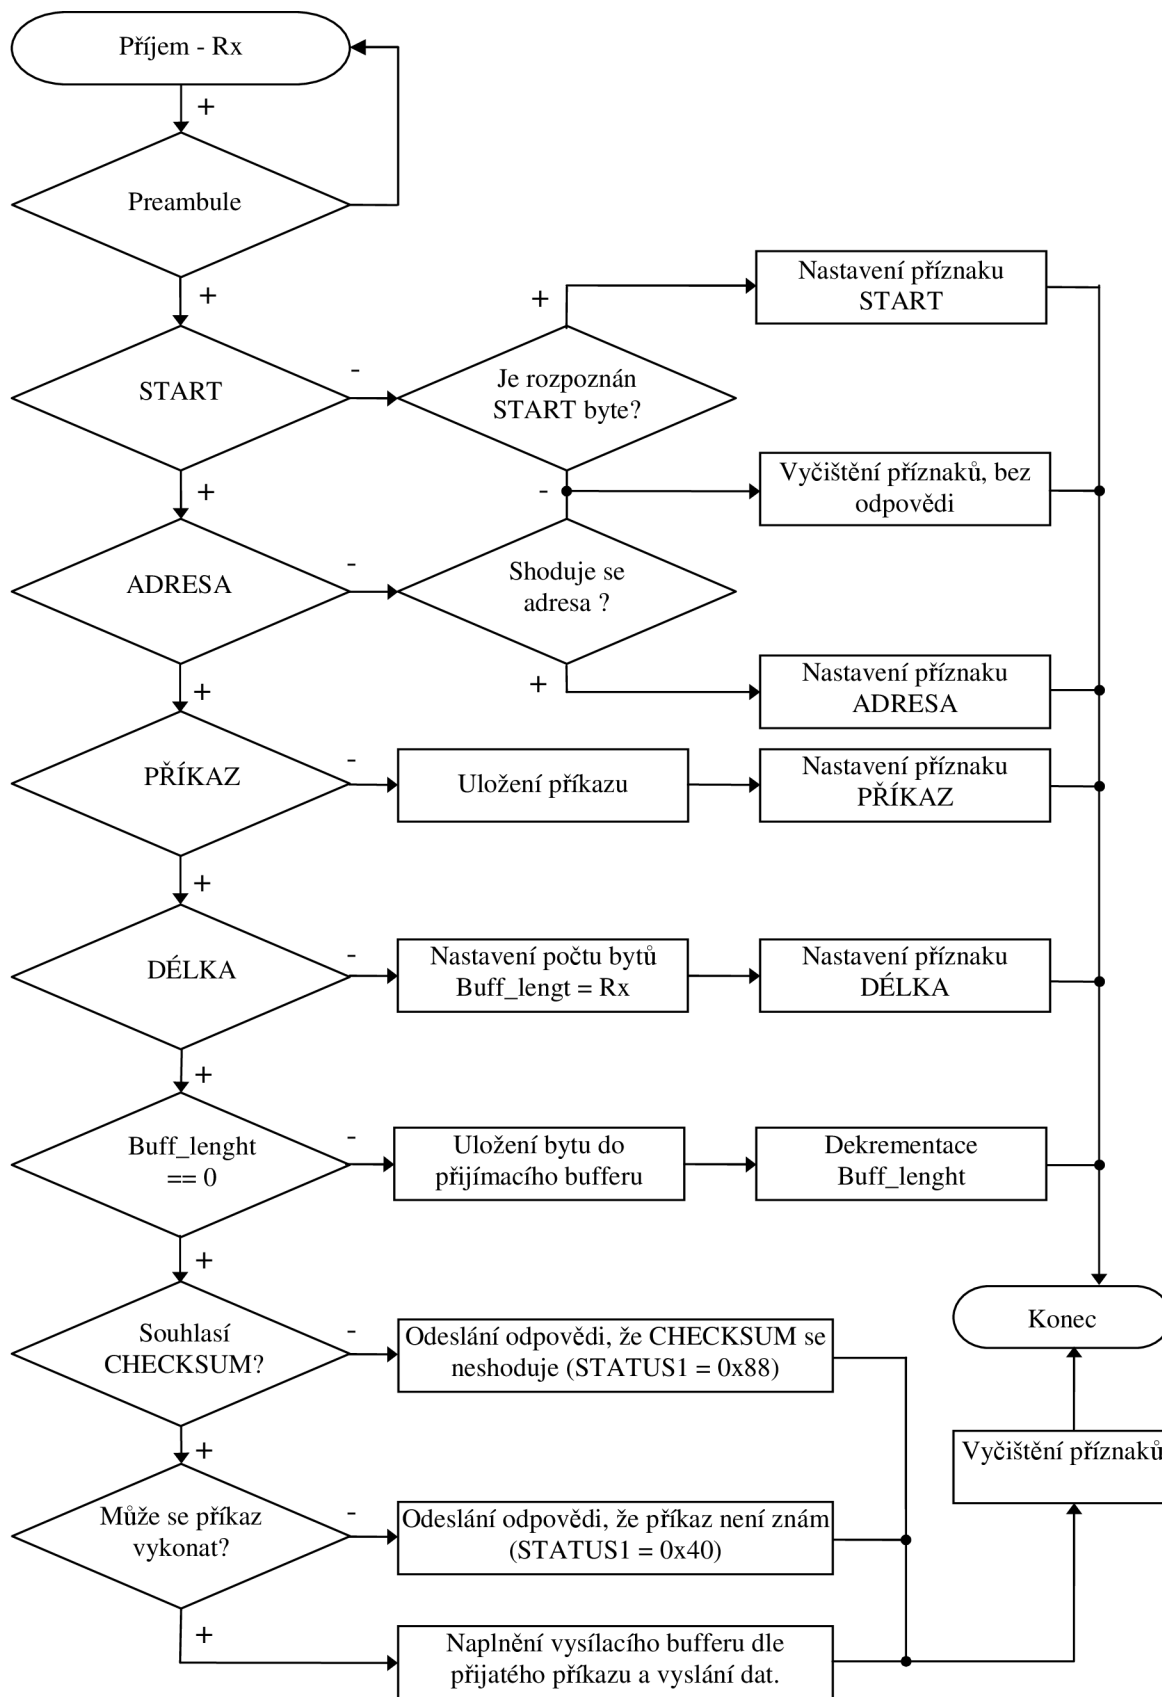 Příjem - Rx
+
Preambule
+
START
-
Je rozpoznán
START byte?
+
Nastavení příznaku
START
-
Vyčištění příznaků, bez
odpovědi
+
ADRESA
-
Shoduje se
adresa ?
+
Nastavení příznaku
ADRESA
+
PŘÍKAZ
-
Uložení příkazu
Nastavení příznaku
PŘÍKAZ
+
DÉLKA
-
Nastavení počtu bytů
Buff_lengt = Rx
Nastavení příznaku
DÉLKA
+
Buff_lenght
== 0
-
Uložení bytu do
přijímacího bufferu
Dekrementace
Buff_lenght
+
Souhlasí
CHECKSUM?
-
Odeslání odpovědi, že CHECKSUM se
neshoduje (STATUS1 = 0x88)
Konec
+
Může se příkaz
vykonat?
-
Odeslání odpovědi, že příkaz není znám
(STATUS1 = 0x40)
Vyčištění příznaků
+
Naplnění vysílacího bufferu dle
přijatého příkazu a vyslání dat.